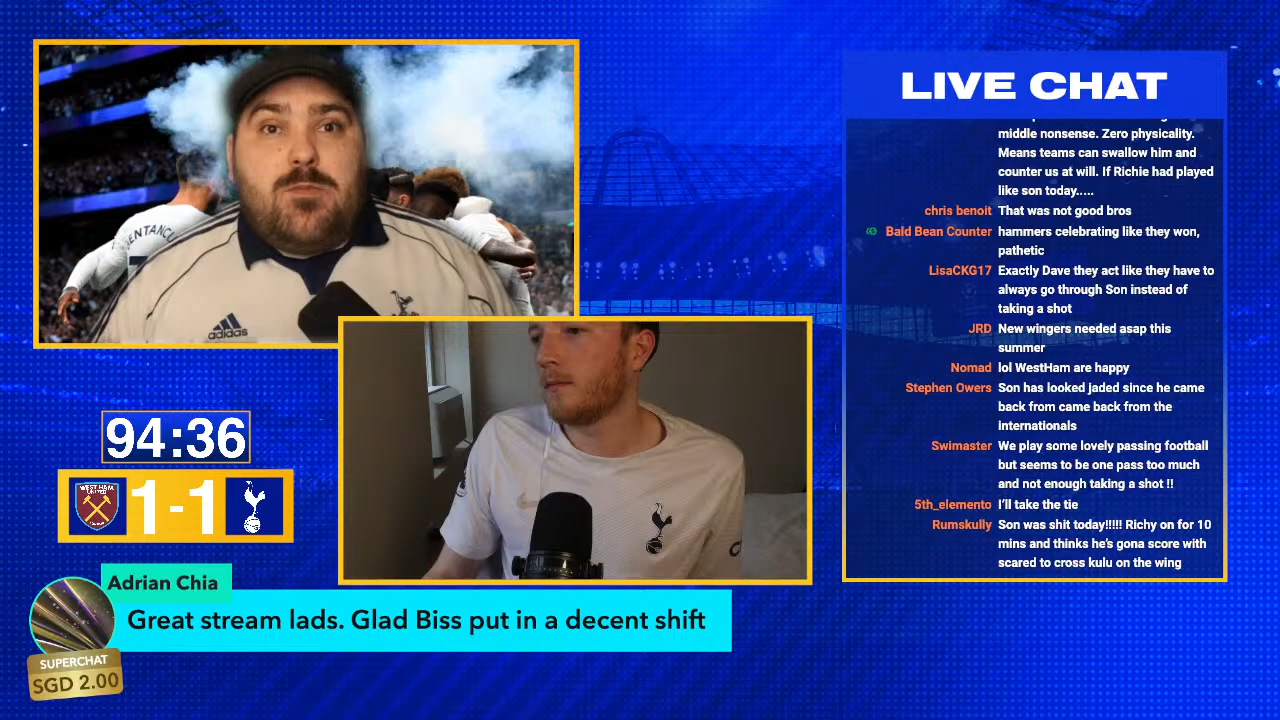 LIVE CHAT
middle nonsense. Zero physicality.
Means teams can swallow him and
counter us at will. If Richie had played
like son today.....
chris benoit That was not good bros
Bald Bean Counter hammers celebrating like they won,
pathetic
LisaCKG17 Exactly Dave they act like they have to
always go through Son instead of
taking a shot
JRD New wingers needed asap this
summer
Nomad lol WestHam are happy
Stephen Owers Son has looked jaded since he came
back from came back from the
internationals
Swimaster We play some lovely passing football
but seems to be one pass too much
and not enough taking a shot !!
5th_elemento I'll take the tie
Rumskully Son was shit today!!!!! Richy on for 10
mins and thinks he's gona score with
scared to cross kulu on the wing
adidas
94:36
WEST HAM
UNITED
1-1
Adrian Chia
Great stream lads. Glad Biss put in a decent shift
SUPERCHAT
SGD 2.00